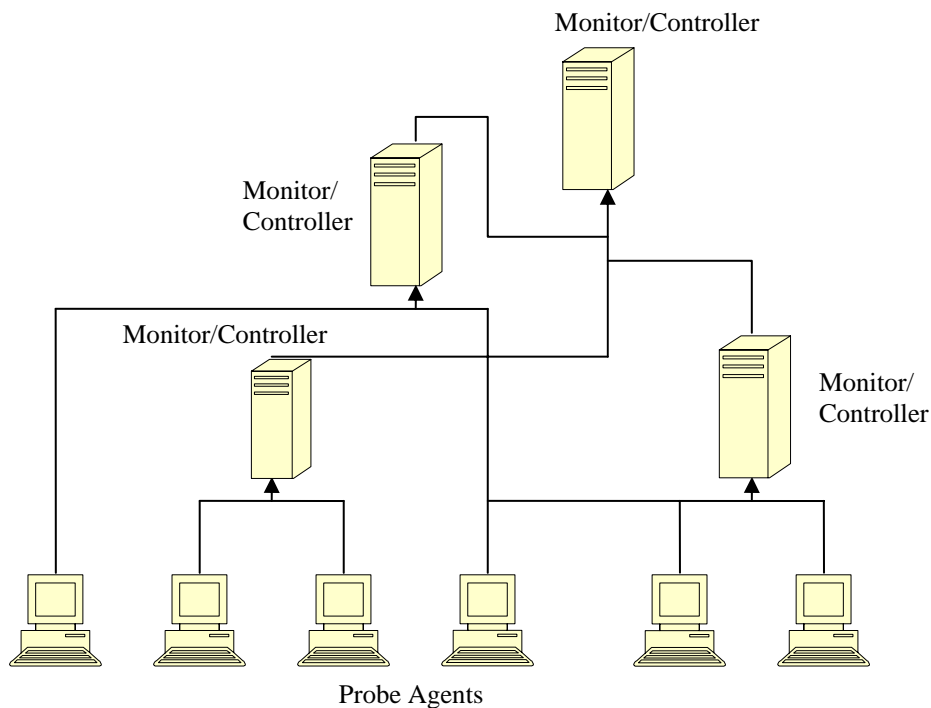 Monitor/Controller
Monitor/
Controller
Monitor/Controller
Monitor/
Controller
Probe Agents